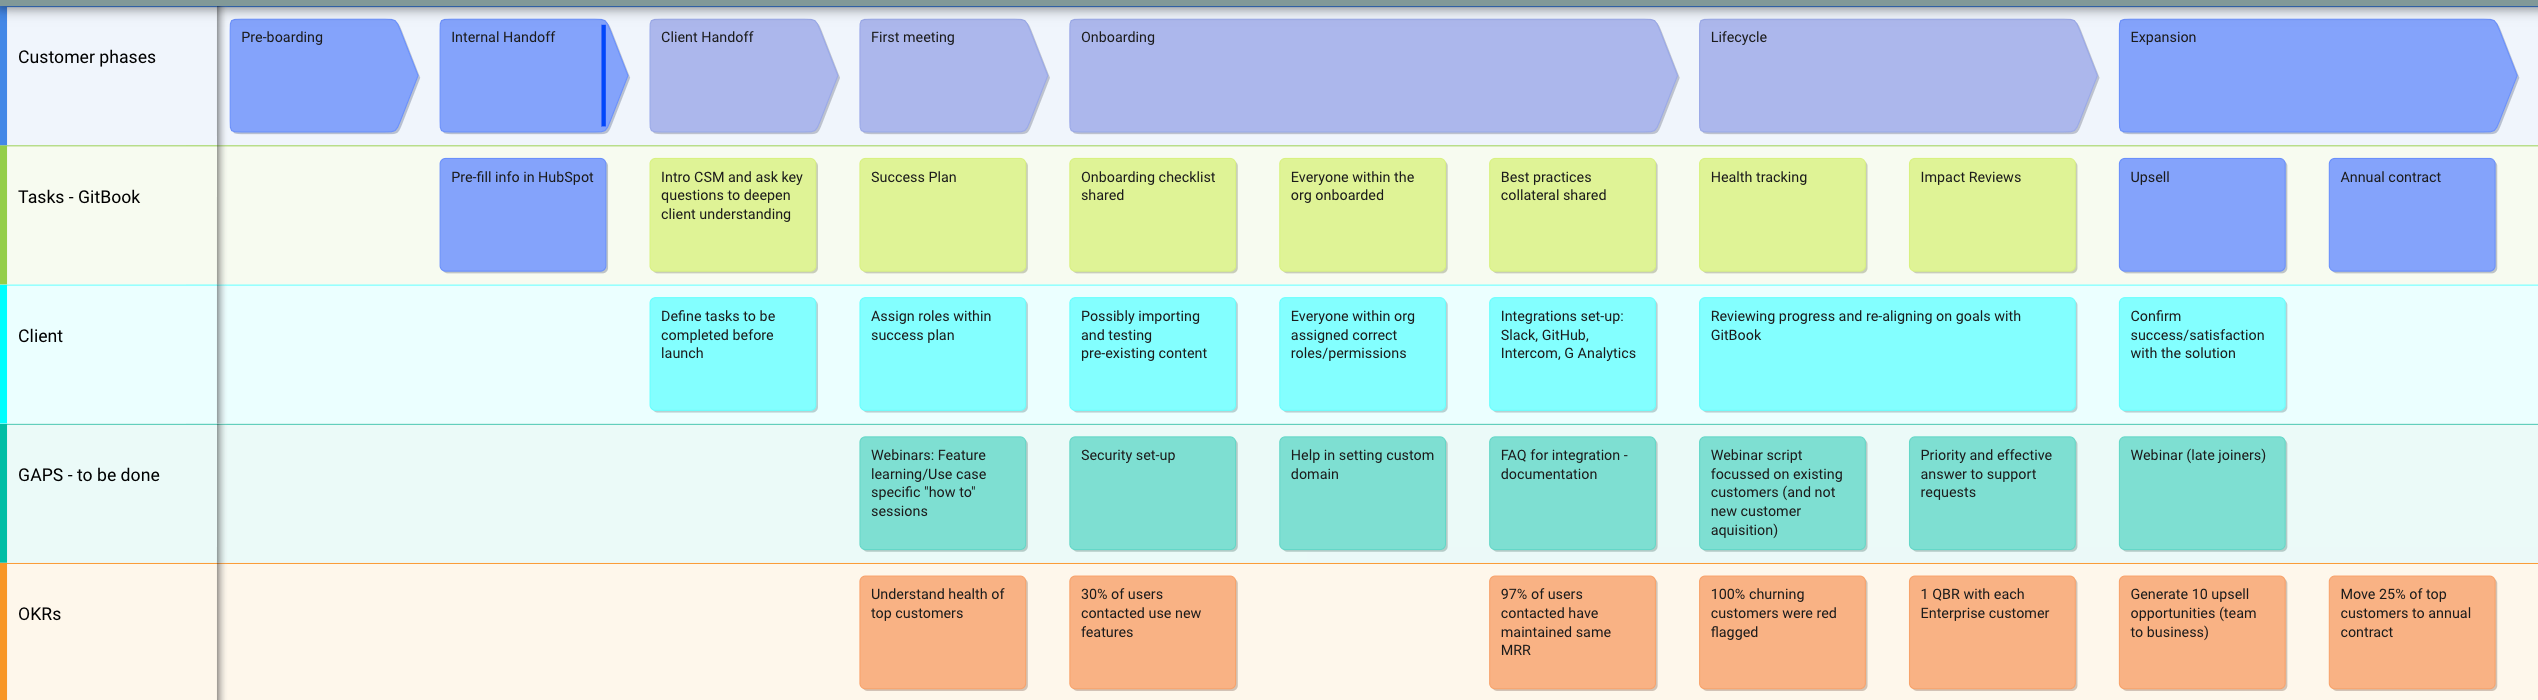 Customer phases
Pre-boarding
Internal Handoff
Client Handoff
First meeting
Onboarding
Lifecycle
Expansion
Tasks - GitBook
Pre-fill info in HubSpot
Intro CSM and ask key
questions to deepen
client understanding
Success Plan
Onboarding checklist
shared
Everyone within the
org onboarded
Best practices
collateral shared
Health tracking
Impact Reviews
Upsell
Annual contract
Client
Define tasks to be
completed before
launch
Assign roles within
success plan
Possibly importing
and testing
pre-existing content
Everyone within org
assigned correct
roles/permissions
Integrations set-up:
Slack, GitHub,
Intercom, G Analytics
Reviewing progress and re-aligning on goals with
GitBook
Confirm
success/satisfaction
with the solution
GAPS - to be done
Webinars: Feature
learning/Use case
specific "how to"
sessions
Security set-up
Help in setting custom
domain
FAQ for integration -
documentation
Webinar script
focussed on existing
customers (and not
new customer
aquisition)
Priority and effective
answer to support
requests
Webinar (late joiners)
OKRs
Understand health of
top customers
30% of users
contacted use new
features
97% of users
contacted have
maintained same
MRR
100% churning
customers were red
flagged
1 QBR with each
Enterprise customer
Generate 10 upsell
opportunities (team
to business)
Move 25% of top
customers to annual
contract